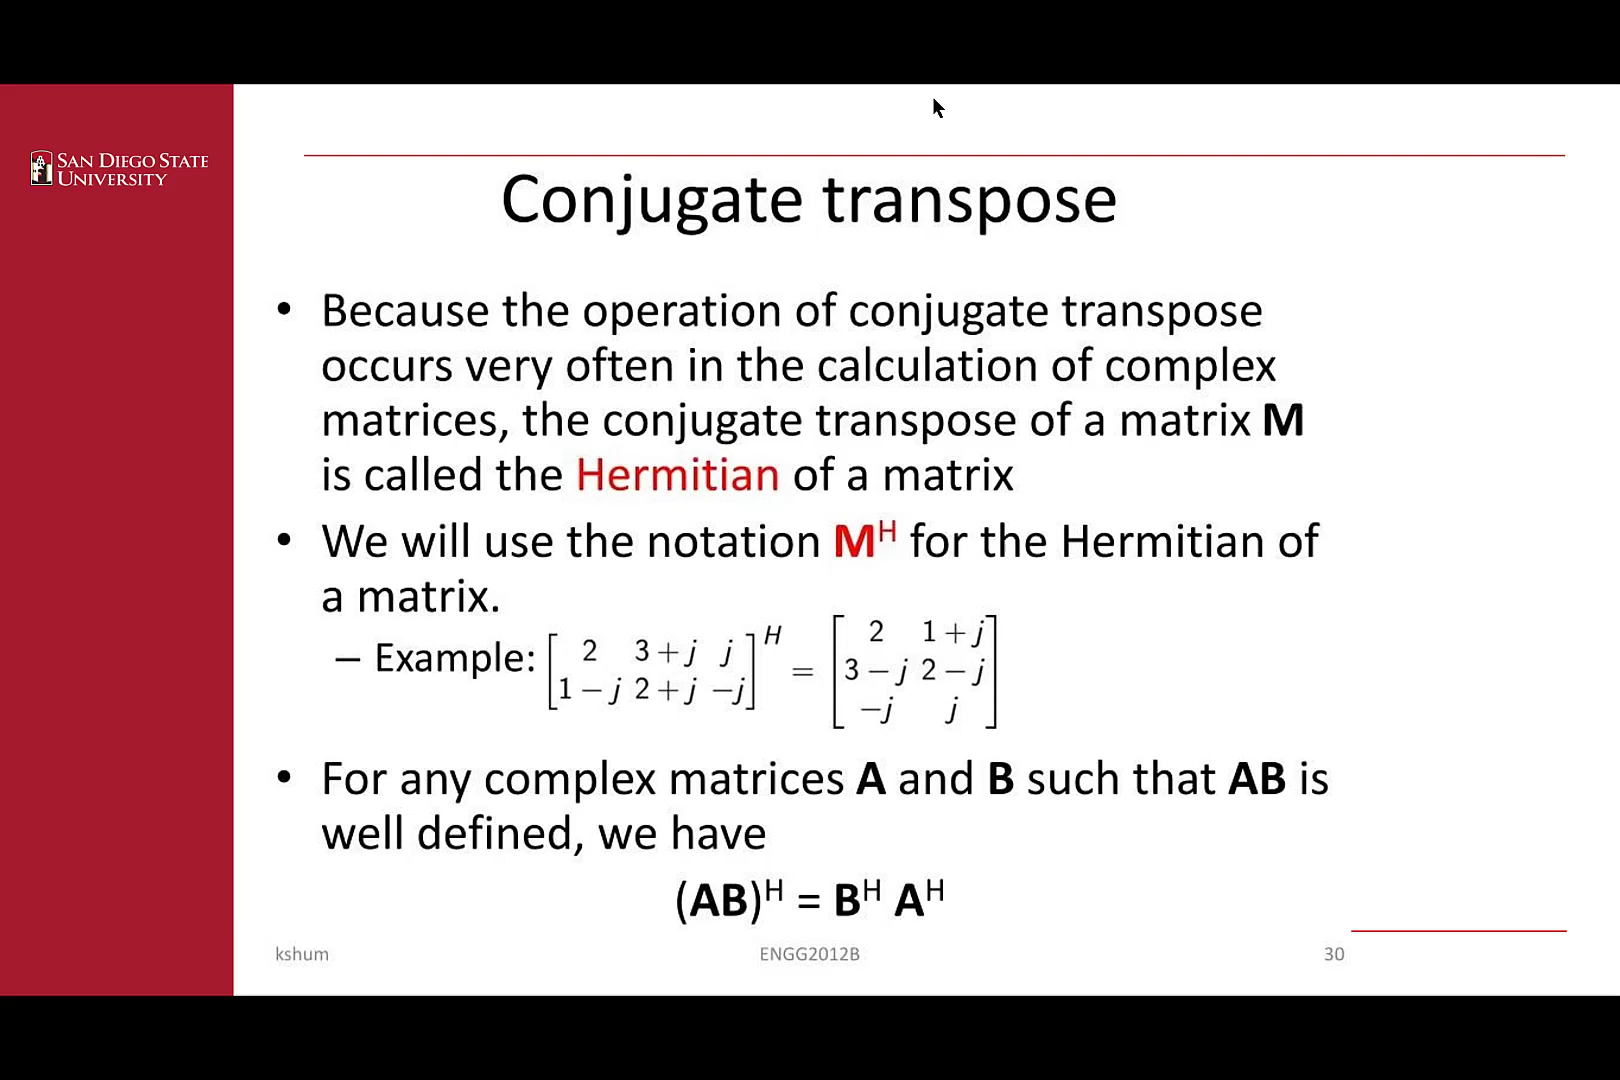 SAN DIEGO STATE
UNIVERSITY
Conjugate transpose
• Because the operation of conjugate transpose
occurs very often in the calculation of complex
matrices, the conjugate transpose of a matrix M
is called the Hermitian of a matrix
• We will use the notation M^H for the Hermitian of
a matrix.
– Example: [2 3+j j; 1−j 2+j −j]^H = [2 1+j; 3−j 2−j; −j j]
• For any complex matrices A and B such that AB is
well defined, we have
(AB)^H = B^H A^H
kshum ENGG2012B 30